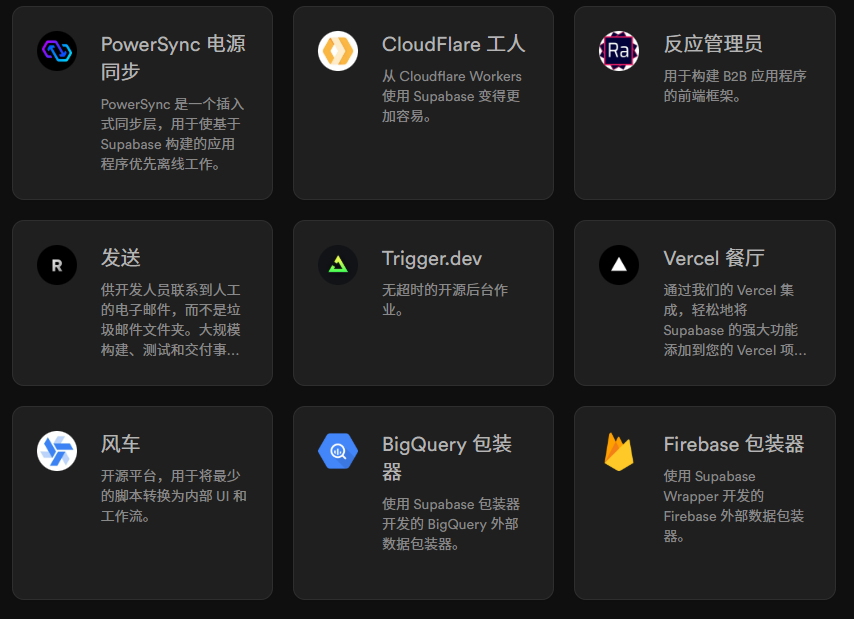 PowerSync 电源
同步
PowerSync 是一个插入
式同步层，用于使基于
Supabase 构建的应用
程序优先离线工作。
CloudFlare 工人
从 Cloudflare Workers
使用 Supabase 变得更
加容易。
Ra
反应管理员
用于构建 B2B 应用程序
的前端框架。
R
发送
供开发人员联系到人工
的电子邮件，而不是垃
圾邮件文件夹。大规模
构建、测试和交付事...
Trigger.dev
无超时的开源后台作
业。
Vercel 餐厅
通过我们的 Vercel 集
成，轻松地将
Supabase 的强大功能
添加到您的 Vercel 项...
风车
开源平台，用于将最少
的脚本转换为内部 UI 和
工作流。
BigQuery 包装
器
使用 Supabase 包装器
开发的 BigQuery 外部
数据包装器。
Firebase 包装器
使用 Supabase
Wrapper 开发的
Firebase 外部数据包装
器。